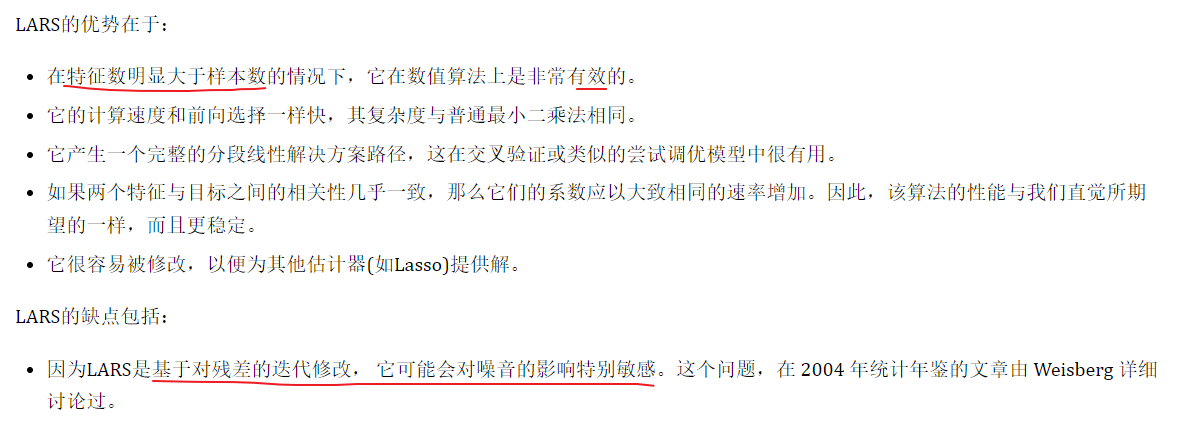 LARS的优势在于：
• 在特征数明显大于样本数的情况下，它在数值算法上是非常有效的。
• 它的计算速度和前向选择一样快，其复杂度与普通最小二乘法相同。
• 它产生一个完整的分段线性解决方案路径，这在交叉验证或类似的尝试调优模型中很有用。
• 如果两个特征与目标之间的相关性几乎一致，那么它们的系数应以大致相同的速率增加。因此，该算法的性能与我们直觉所期
望的一样，而且更稳定。
• 它很容易被修改，以便为其他估计器(如Lasso)提供解。
LARS的缺点包括：
• 因为LARS是基于对残差的迭代修改， 它可能会对噪音的影响特别敏感。这个问题，在 2004 年统计年鉴的文章由 Weisberg 详细
讨论过。